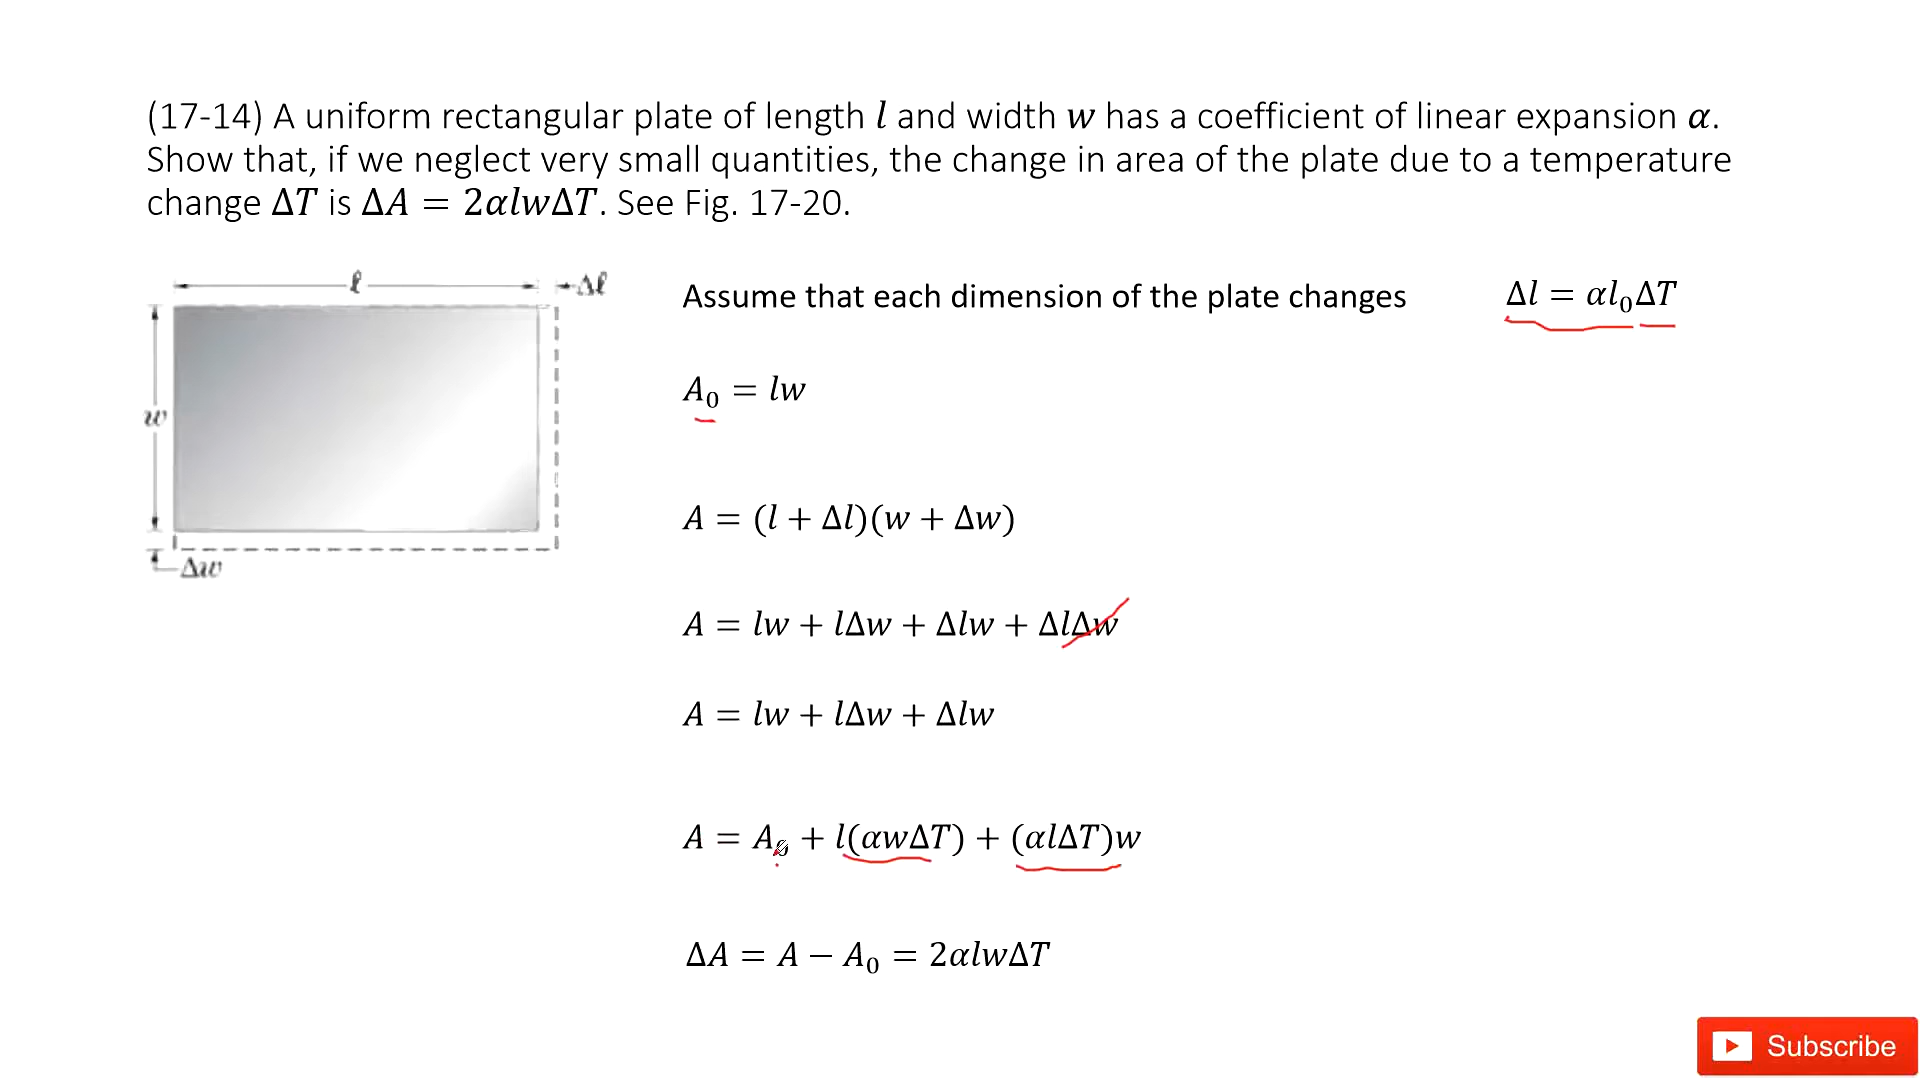 (17-14) A uniform rectangular plate of length l and width w has a coefficient of linear expansion α.
Show that, if we neglect very small quantities, the change in area of the plate due to a temperature
change ΔT is ΔA = 2αlwΔT. See Fig. 17-20.
ℓ
Δℓ
w
Δw
Assume that each dimension of the plate changes
Δl = αl₀ΔT
A₀ = lw
A = (l + Δl)(w + Δw)
A = lw + lΔw + Δlw + ΔlΔw
A = lw + lΔw + Δlw
A = A₀ + l(αwΔT) + (αlΔT)w
ΔA = A − A₀ = 2αlwΔT
Subscribe